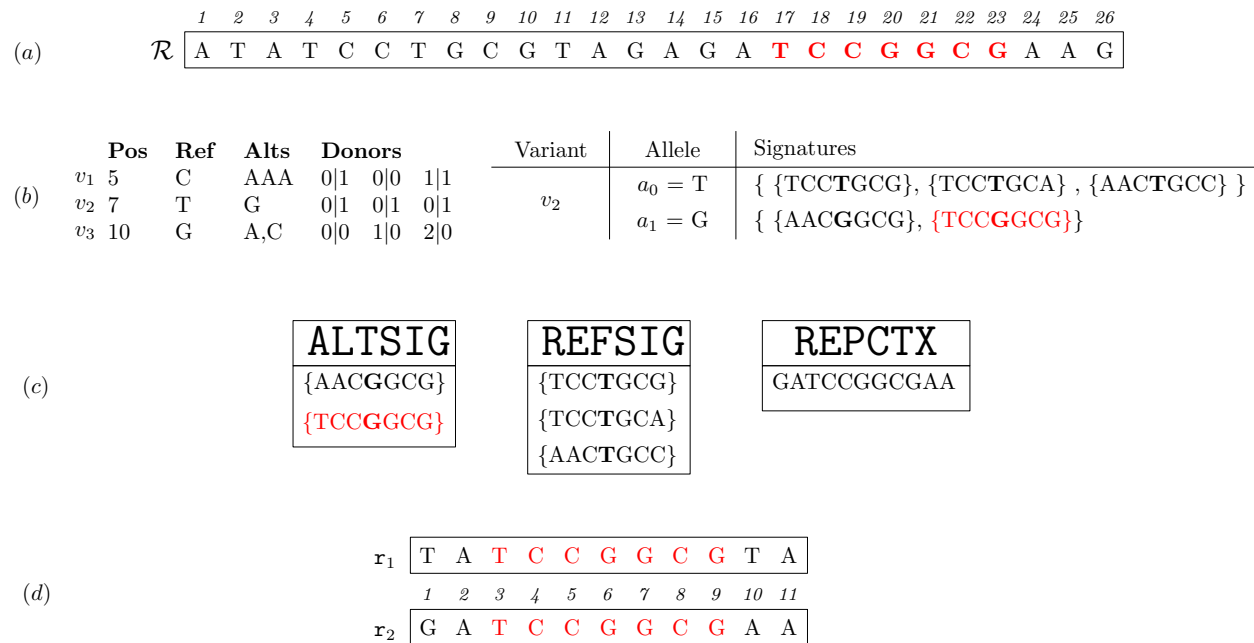 1 2 3 4 5 6 7 8 9 10 11 12 13 14 15 16 17 18 19 20 21 22 23 24 25 26
(a) R A T A T C C T G C G T A G A G A T C C G G C G A A G
Pos Ref Alts Donors
v1 5 C AAA 0|1 0|0 1|1
v2 7 T G 0|1 0|1 0|1
v3 10 G A,C 0|0 1|0 2|0
(b)
Variant Allele Signatures
v2
a0 = T { {TCCTGCG}, {TCCTGCA} , {AACTGCC} }
a1 = G { {AACGGCG}, {TCCGGCG}}
(c)
ALTSIG
{AACGGCG}
{TCCGGCG}
REFSIG
{TCCTGCG}
{TCCTGCA}
{AACTGCC}
REPCTX
GATCCGGCGAA
(d)
r1 T A T C C G G C G T A
1 2 3 4 5 6 7 8 9 10 11
r2 G A T C C G G C G A A